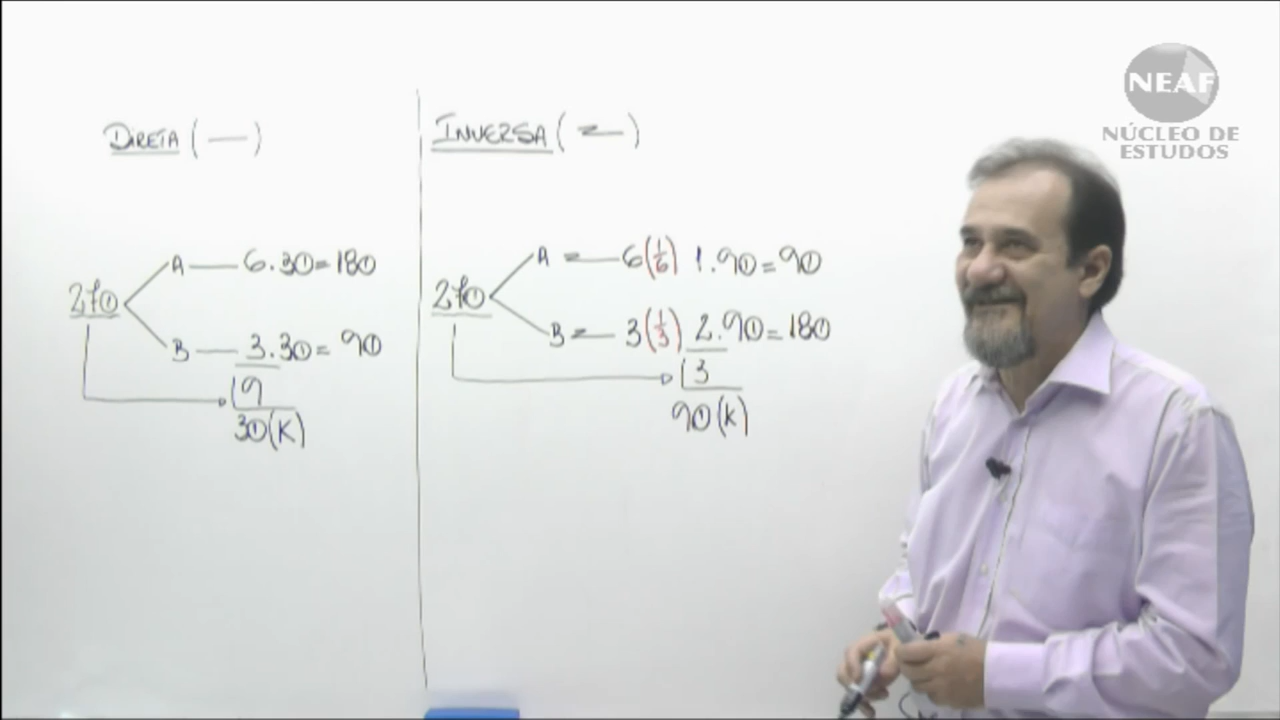 DIRETA ( — )
270
A — 6.30=180
B — 3.30= 90
9
30(K)
INVERSA ( )
270
A 6(1/6) 1.90=90
B 3(1/3) 2.90=180
3
90(K)
NEAF
NÚCLEO DE
ESTUDOS